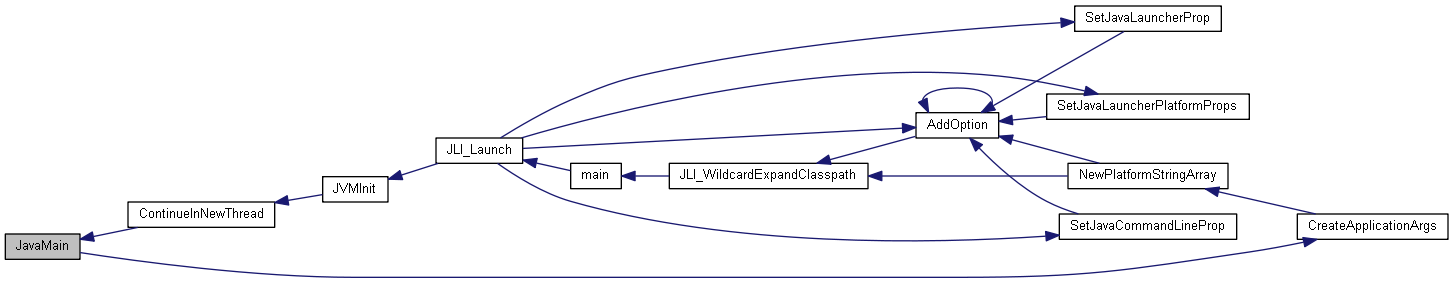 SetJavaLauncherProp
SetJavaLauncherPlatformProps
AddOption
JLI_Launch
main
JLI_WildcardExpandClasspath
NewPlatformStringArray
JVMInit
ContinueInNewThread
SetJavaCommandLineProp
CreateApplicationArgs
JavaMain